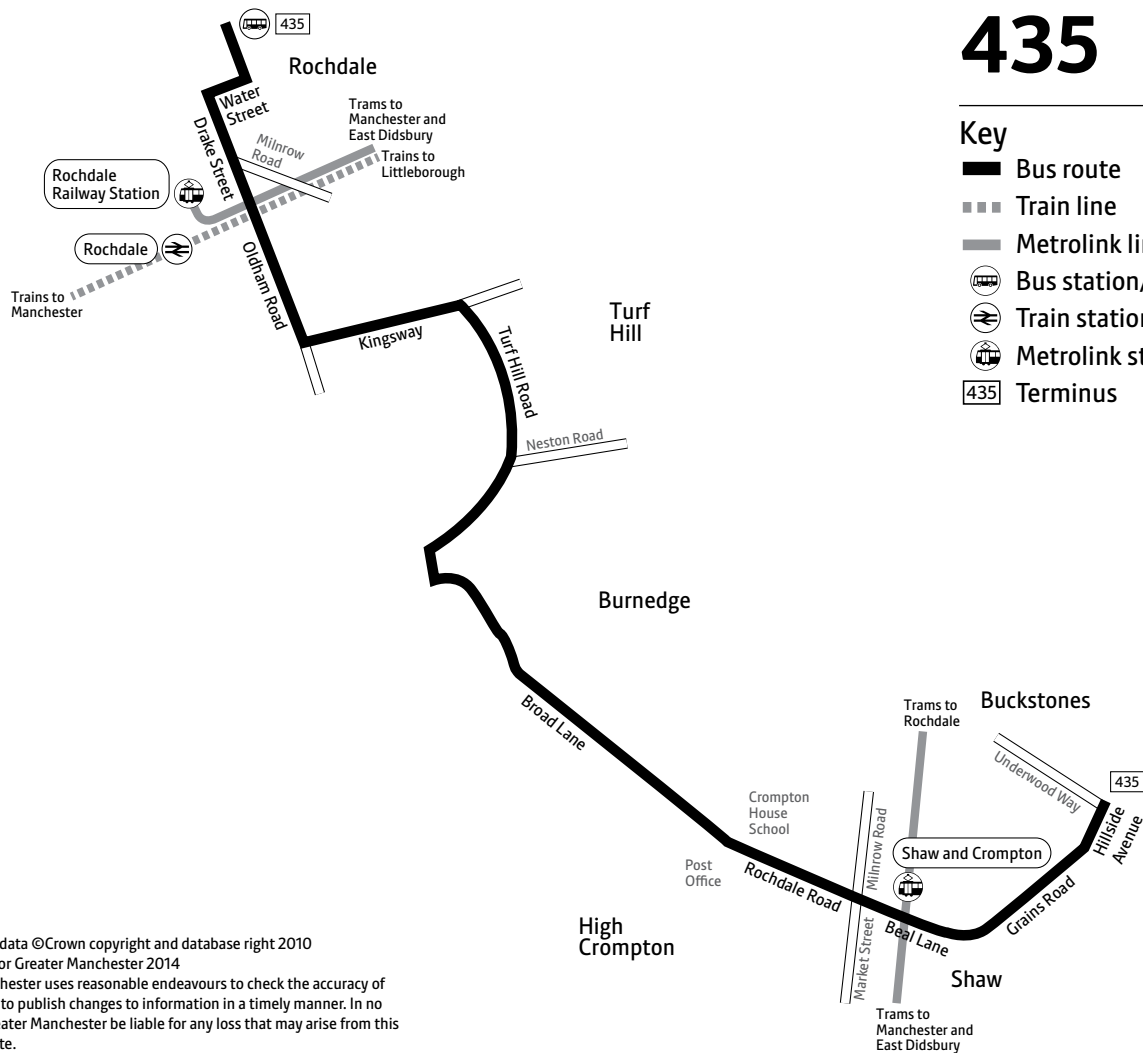 435
Rochdale
Water
Street
Drake Street
Milnrow
Road
Trams to
Manchester and
East Didsbury
Trains to
Littleborough
Rochdale
Railway Station
Rochdale
Trains to
Manchester
Oldham Road
Kingsway
Turf Hill Road
Turf
Hill
Neston Road
Burnedge
Broad Lane
Crompton
House
School
Post
Office
Rochdale Road
High
Crompton
Market Street
Milnrow Road
Trams to
Rochdale
Shaw and Crompton
Beal Lane
Shaw
Trams to
Manchester and
East Didsbury
Grains Road
Buckstones
Underwood Way
435
Hillside
Avenue
435
Key
Bus route
Train line
Metrolink li
Bus station/
Train station
Metrolink st
435 Terminus
data ©Crown copyright and database right 2010
or Greater Manchester 2014
hester uses reasonable endeavours to check the accuracy of
to publish changes to information in a timely manner. In no
eater Manchester be liable for any loss that may arise from this
te.